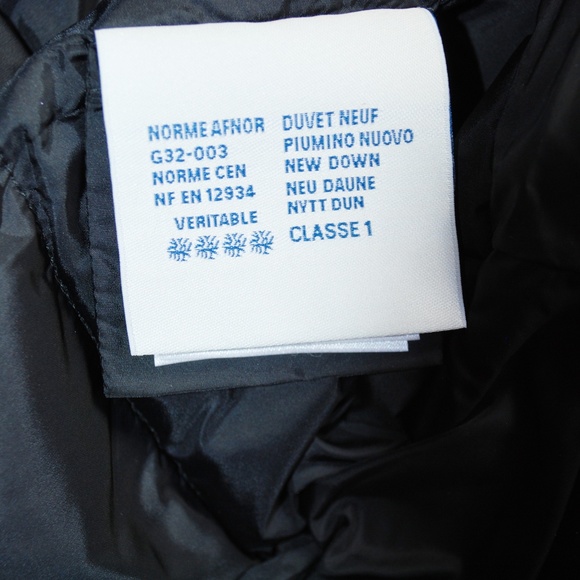 NORME AFNOR
G32-003
NORME CEN
NF EN 12934
VERITABLE
DUVET NEUF
PIUMINO NUOVO
NEW DOWN
NEU DAUNE
NYTT DUN
CLASSE 1